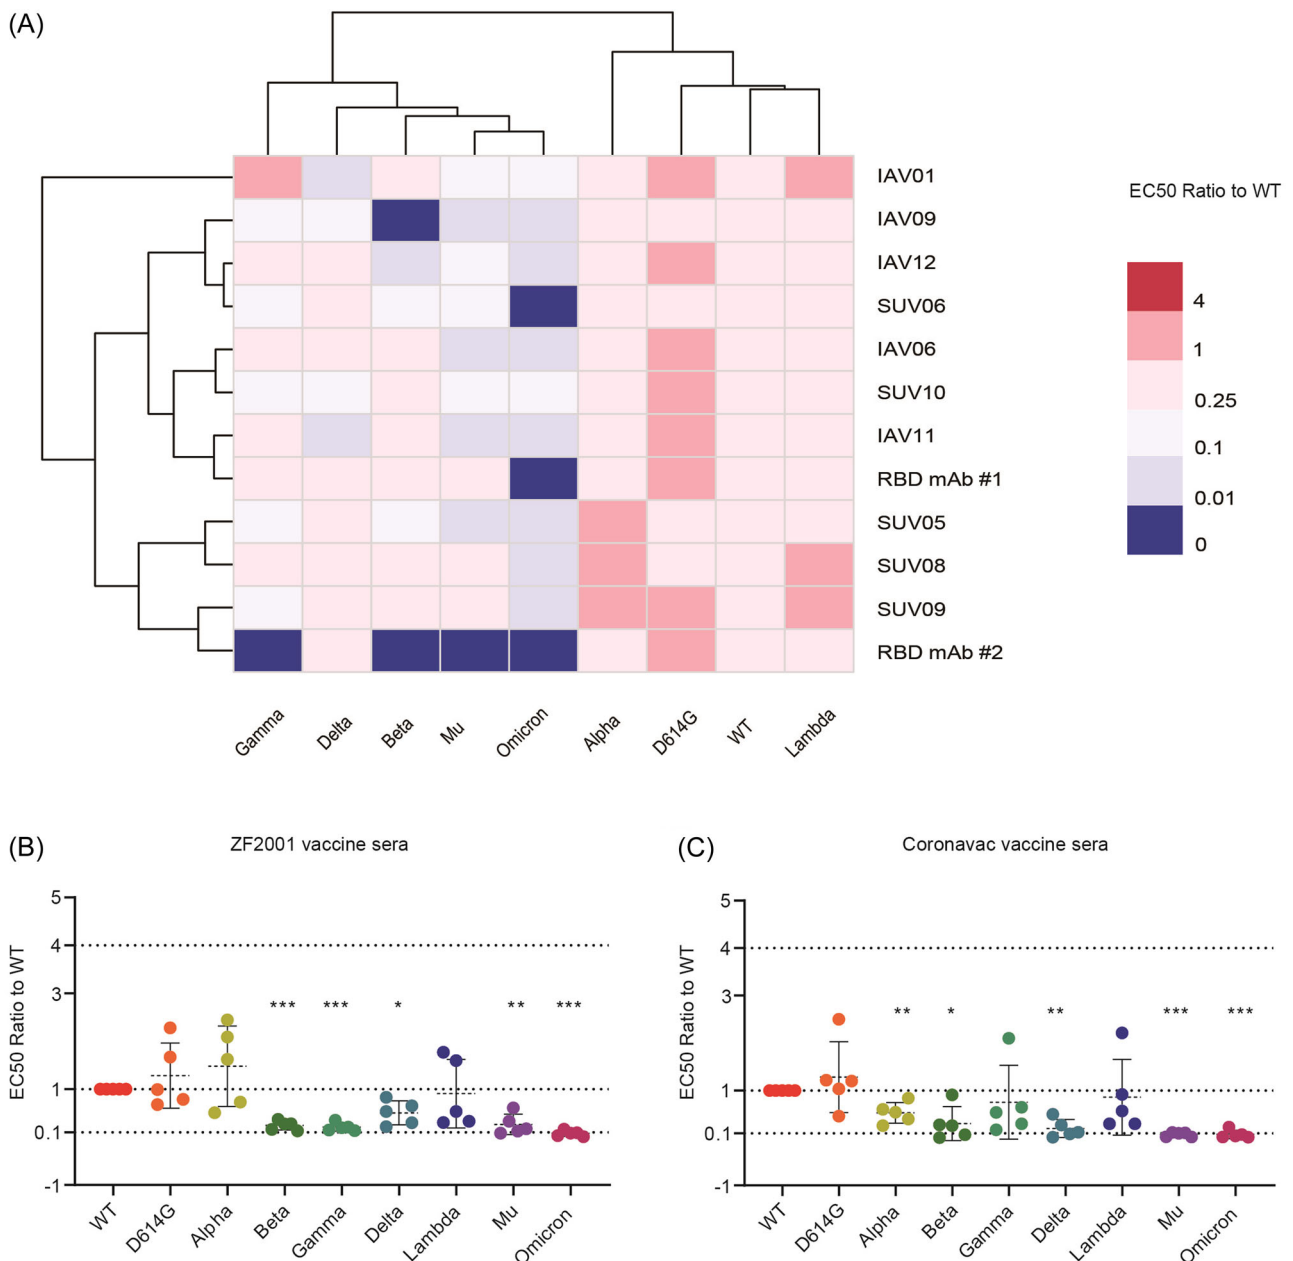 (A)
IAV01
IAV09
IAV12
SUV06
IAV06
SUV10
IAV11
RBD mAb #1
SUV05
SUV08
SUV09
RBD mAb #2
EC50 Ratio to WT
4
1
0.25
0.1
0.01
0
Gamma
Delta
Beta
Mu
Omicron
Alpha
D614G
WT
Lambda
(B)
ZF2001 vaccine sera
EC50 Ratio to WT
5
4
3
1
0.1
-1
*** *** * ** ***
WT
D614G
Alpha
Beta
Gamma
Delta
Lambda
Mu
Omicron
(C)
Coronavac vaccine sera
EC50 Ratio to WT
5
4
3
1
0.1
-1
** * ** *** ***
WT
D614G
Alpha
Beta
Gamma
Delta
Lambda
Mu
Omicron